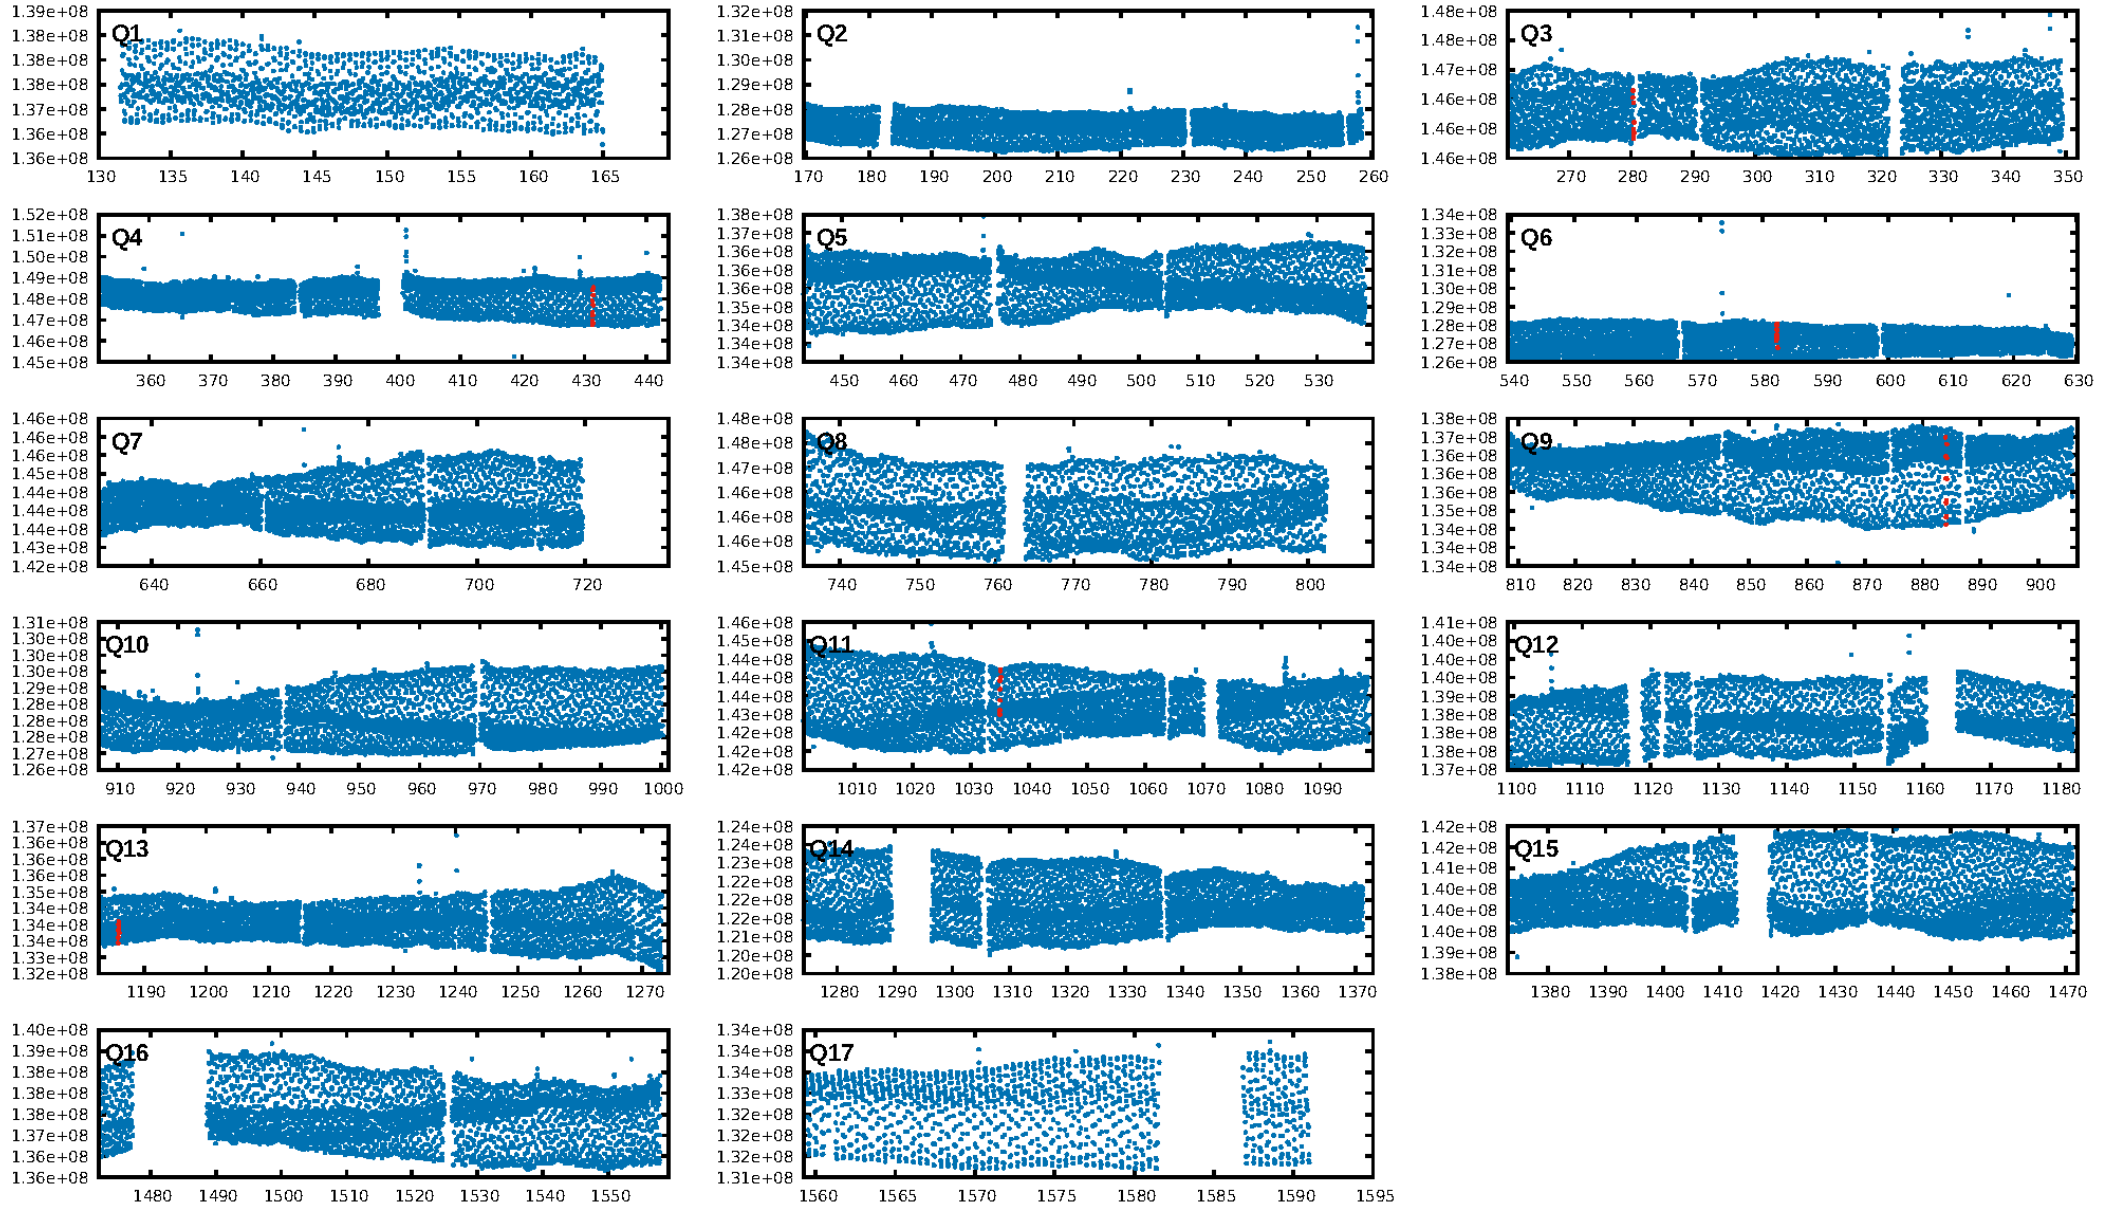 1.39e+08 1.38e+08 1.38e+08 1.38e+08 1.37e+08 1.36e+08 1.36e+08
Q1
130 135 140 145 150 155 160 165
1.32e+08 1.31e+08 1.30e+08 1.29e+08 1.28e+08 1.27e+08 1.26e+08
Q2
170 180 190 200 210 220 230 240 250 260
1.48e+08 1.48e+08 1.47e+08 1.46e+08 1.46e+08 1.46e+08
Q3
270 280 290 300 310 320 330 340 350
1.52e+08 1.51e+08 1.50e+08 1.49e+08 1.48e+08 1.47e+08 1.46e+08 1.45e+08
Q4
360 370 380 390 400 410 420 430 440
1.38e+08 1.37e+08 1.36e+08 1.36e+08 1.36e+08 1.35e+08 1.34e+08 1.34e+08 1.34e+08
Q5
450 460 470 480 490 500 510 520 530
1.34e+08 1.33e+08 1.31e+08 1.30e+08 1.29e+08 1.29e+08 1.28e+08 1.27e+08 1.26e+08
Q6
540 550 560 570 580 590 600 610 620 630
1.46e+08 1.46e+08 1.46e+08 1.45e+08 1.44e+08 1.44e+08 1.44e+08 1.43e+08 1.42e+08
Q7
640 660 680 700 720
1.48e+08 1.48e+08 1.47e+08 1.46e+08 1.46e+08 1.46e+08 1.45e+08
Q8
740 750 760 770 780 790 800
1.38e+08 1.37e+08 1.36e+08 1.36e+08 1.36e+08 1.35e+08 1.34e+08 1.34e+08 1.34e+08
Q9
810 820 830 840 850 860 870 880 890 900
1.31e+08 1.30e+08 1.30e+08 1.30e+08 1.29e+08 1.28e+08 1.28e+08 1.28e+08 1.27e+08 1.26e+08
Q10
910 920 930 940 950 960 970 980 990 1000
1.46e+08 1.45e+08 1.44e+08 1.44e+08 1.44e+08 1.43e+08 1.42e+08 1.42e+08 1.42e+08
Q11
1010 1020 1030 1040 1050 1060 1070 1080 1090
1.41e+08 1.40e+08 1.40e+08 1.40e+08 1.39e+08 1.38e+08 1.38e+08 1.38e+08 1.37e+08
Q12
1100 1110 1120 1130 1140 1150 1160 1170 1180
1.37e+08 1.36e+08 1.36e+08 1.36e+08 1.35e+08 1.34e+08 1.34e+08 1.34e+08 1.33e+08 1.32e+08
Q13
1190 1200 1210 1220 1230 1240 1250 1260 1270
1.24e+08 1.24e+08 1.23e+08 1.22e+08 1.22e+08 1.22e+08 1.21e+08 1.20e+08 1.20e+08
Q14
1280 1290 1300 1310 1320 1330 1340 1350 1360 1370
1.42e+08 1.42e+08 1.41e+08 1.40e+08 1.40e+08 1.40e+08 1.39e+08 1.38e+08
Q15
1380 1390 1400 1410 1420 1430 1440 1450 1460 1470
1.40e+08 1.39e+08 1.38e+08 1.38e+08 1.38e+08 1.37e+08 1.36e+08 1.36e+08
Q16
1480 1490 1500 1510 1520 1530 1540 1550
1.34e+08 1.34e+08 1.33e+08 1.33e+08 1.32e+08 1.32e+08 1.32e+08 1.31e+08
Q17
1560 1565 1570 1575 1580 1585 1590 1595